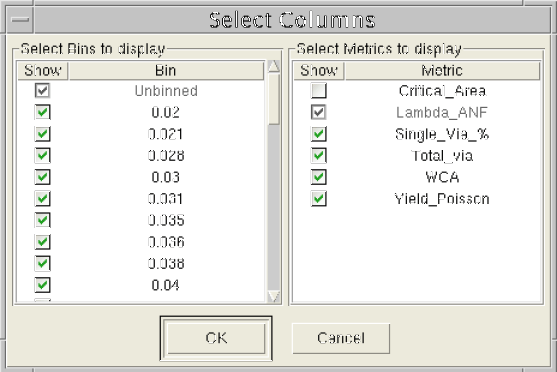 Select Columns
Select Bins to display
Show Bin
Unbinned
0.02
0.021
0.028
0.03
0.031
0.035
0.036
0.038
0.04
Select Metrics to display
Show Metric
Critical_Area
Lambda_ANF
Single_Via_%
Total_via
WCA
Yield_Poisson
OK Cancel